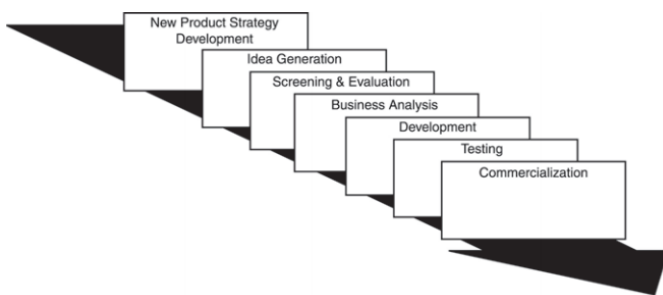 New Product Strategy
Development
Idea Generation
Screening & Evaluation
Business Analysis
Development
Testing
Commercialization